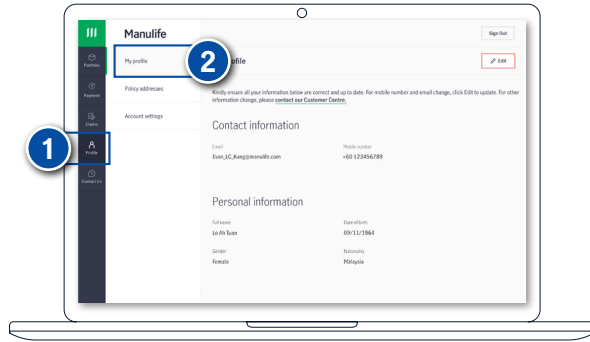 Manulife
Sign Out
Portfolio
Payment
Claims
Profile
Contact Us
1
My profile
Policy addresses
Account settings
2
ofile
Edit
Kindly ensure all your information below are correct and up to date. For mobile number and email change, click Edit to update. For other
information change, please contact our Customer Centre.
Contact information
Email
Mobile number
Evan_LC_Kang@manulife.com
+60 123456789
Personal information
Full name
Date of birth
Lo Ah Tuan
09/11/1964
Gender
Nationality
Female
Malaysia